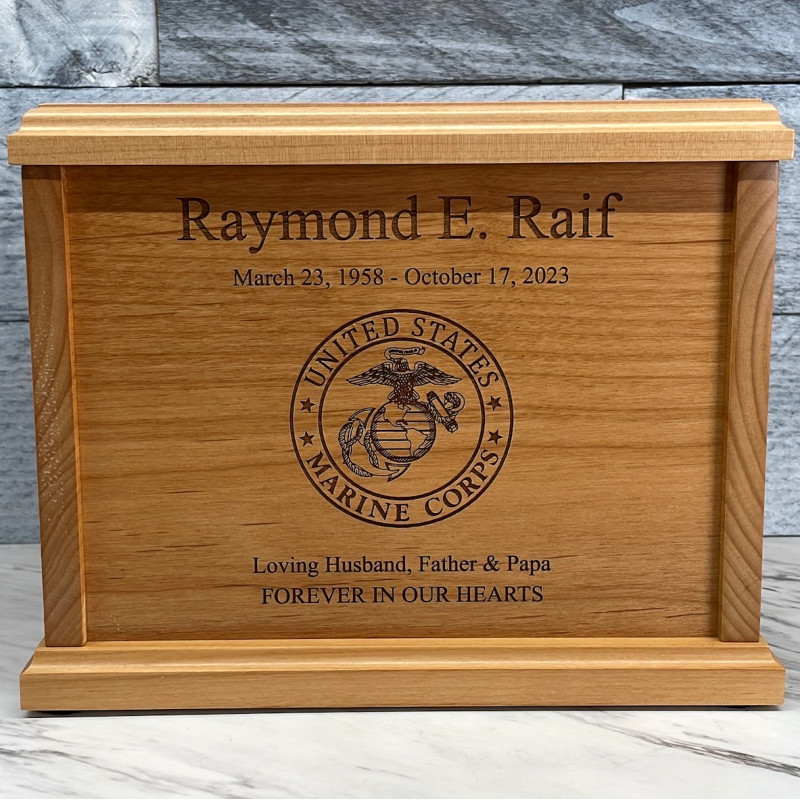 Raymond E. Raif
March 23, 1958 - October 17, 2023
UNITED STATES
MARINE CORPS
Loving Husband, Father & Papa
FOREVER IN OUR HEARTS